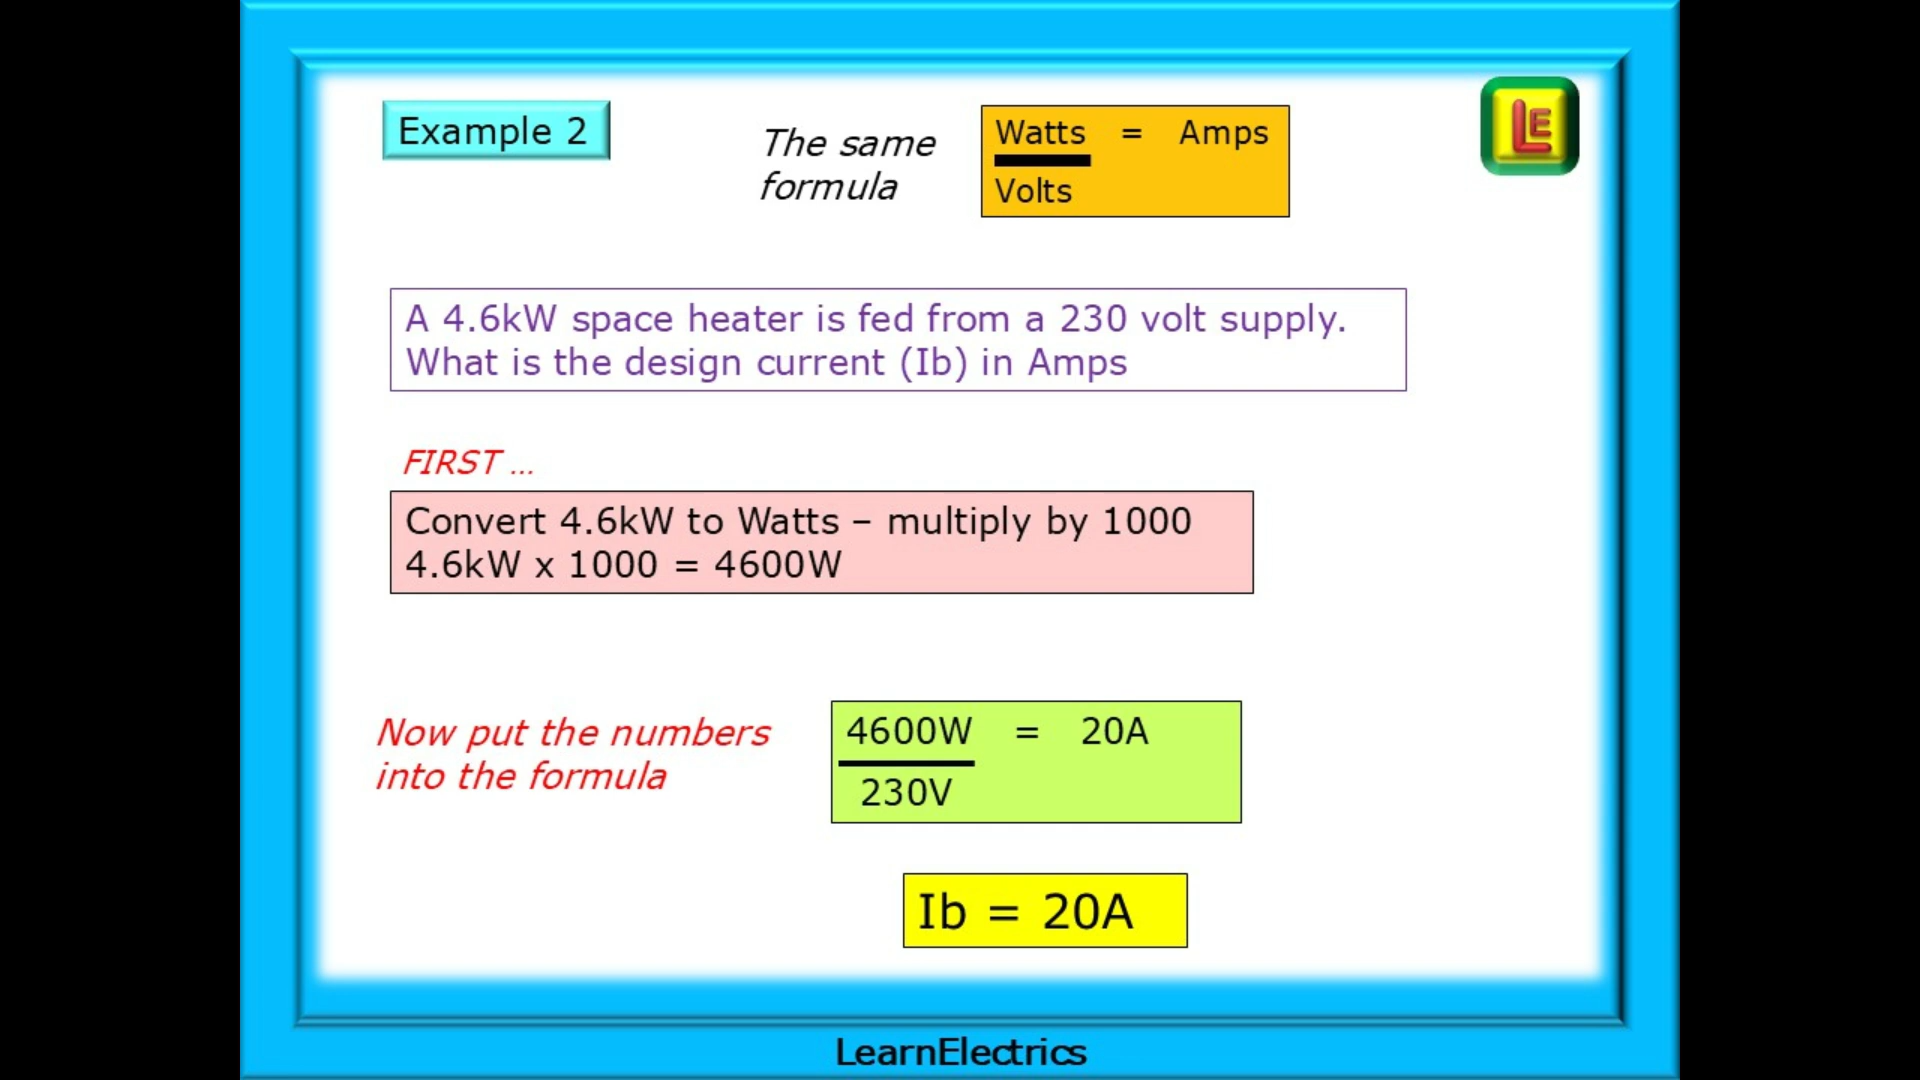 Example 2
The same
formula
Watts = Amps
Volts
LE
A 4.6kW space heater is fed from a 230 volt supply.
What is the design current (Ib) in Amps
FIRST ...
Convert 4.6kW to Watts – multiply by 1000
4.6kW x 1000 = 4600W
Now put the numbers
into the formula
4600W = 20A
230V
Ib = 20A
LearnElectrics